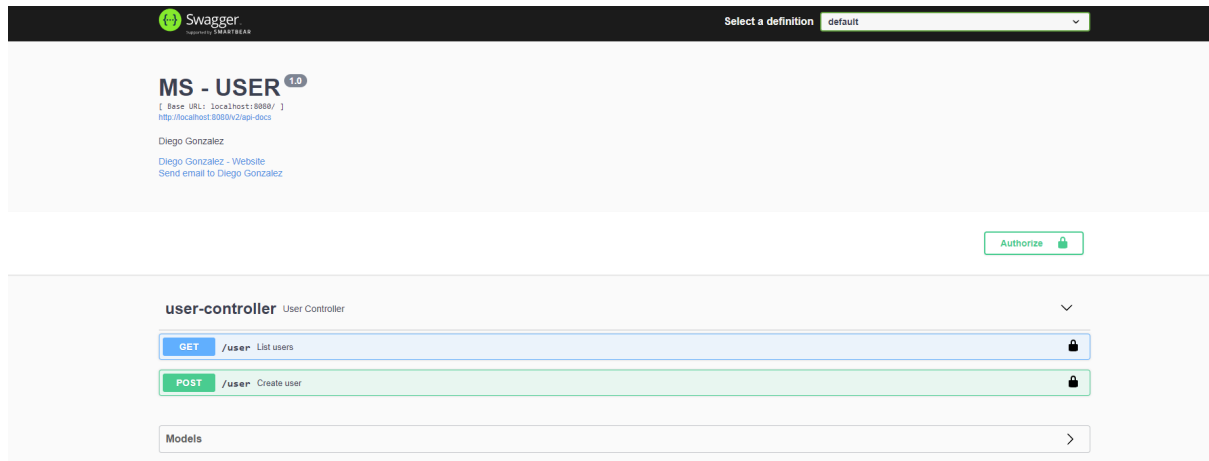 Swagger.
Supported by SMARTBEAR
Select a definition default
MS - USER 1.0
[ Base URL: localhost:8080/ ]
http://localhost:8080/v2/api-docs
Diego Gonzalez
Diego Gonzalez - Website
Send email to Diego Gonzalez
Authorize
user-controller User Controller
GET /user List users
POST /user Create user
Models